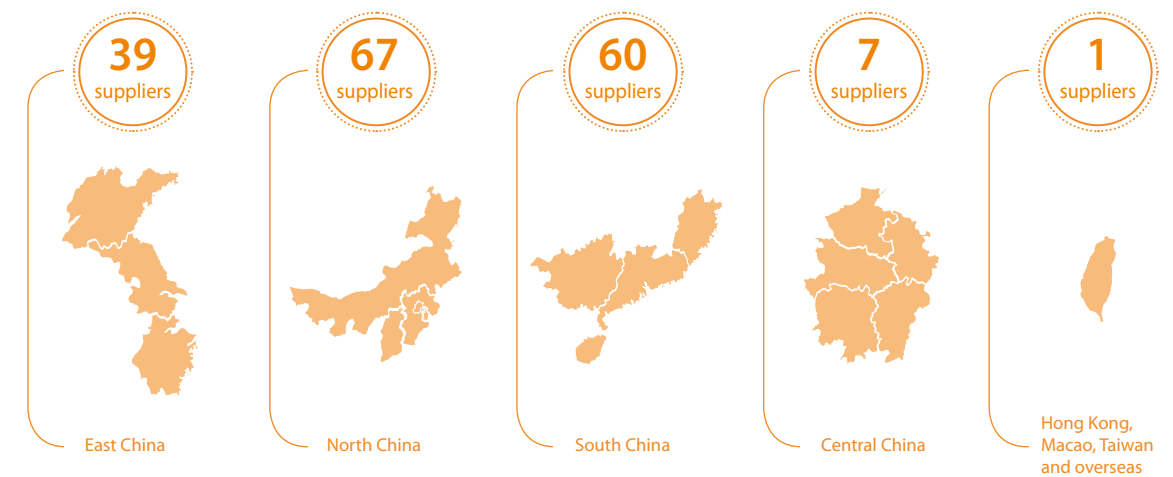 39
suppliers
67
suppliers
60
suppliers
7
suppliers
1
suppliers
East China
North China
South China
Central China
Hong Kong,
Macao, Taiwan
and overseas